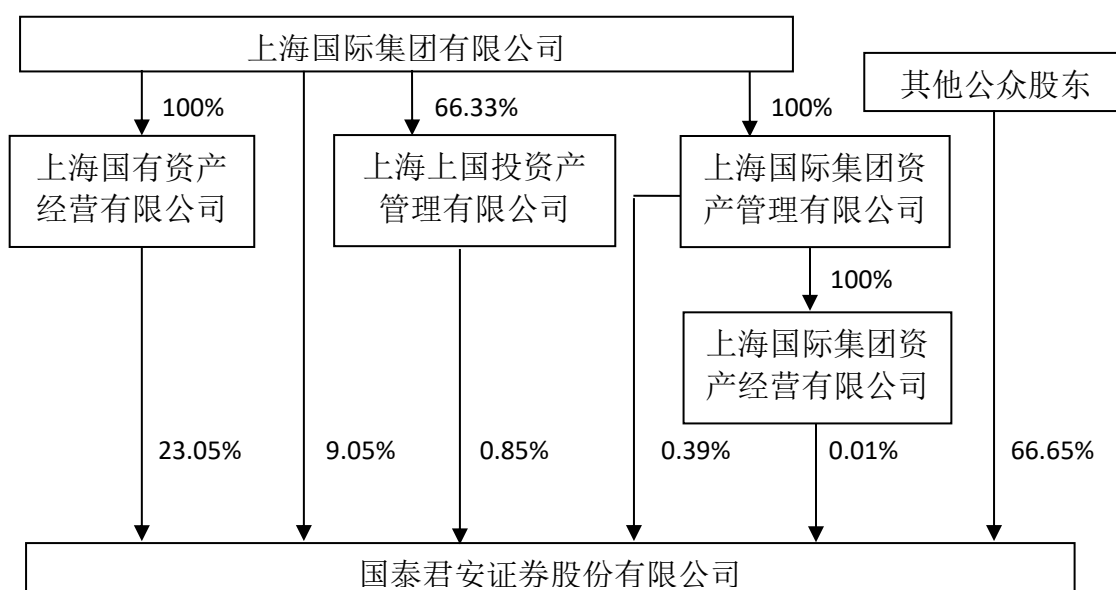 上海国际集团有限公司
其他公众股东
100%
66.33%
100%
上海国有资产
经营有限公司
上海上国投资产
管理有限公司
上海国际集团资
产管理有限公司
100%
上海国际集团资
产经营有限公司
23.05%
9.05%
0.85%
0.39%
0.01%
66.65%
国泰君安证券股份有限公司